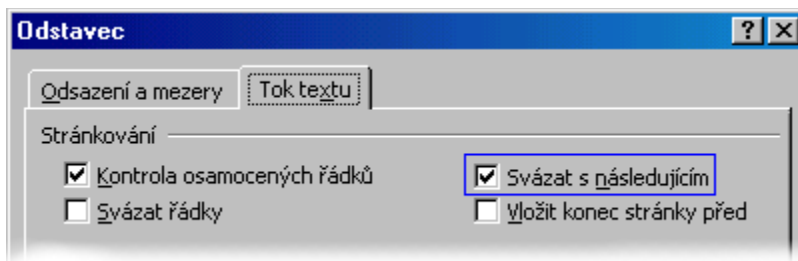 Odstavec
Odsazení a mezery Tok textu
Stránkování
Kontrola osamocených řádků Svázat s následujícím
Svázat řádky Vložit konec stránky před